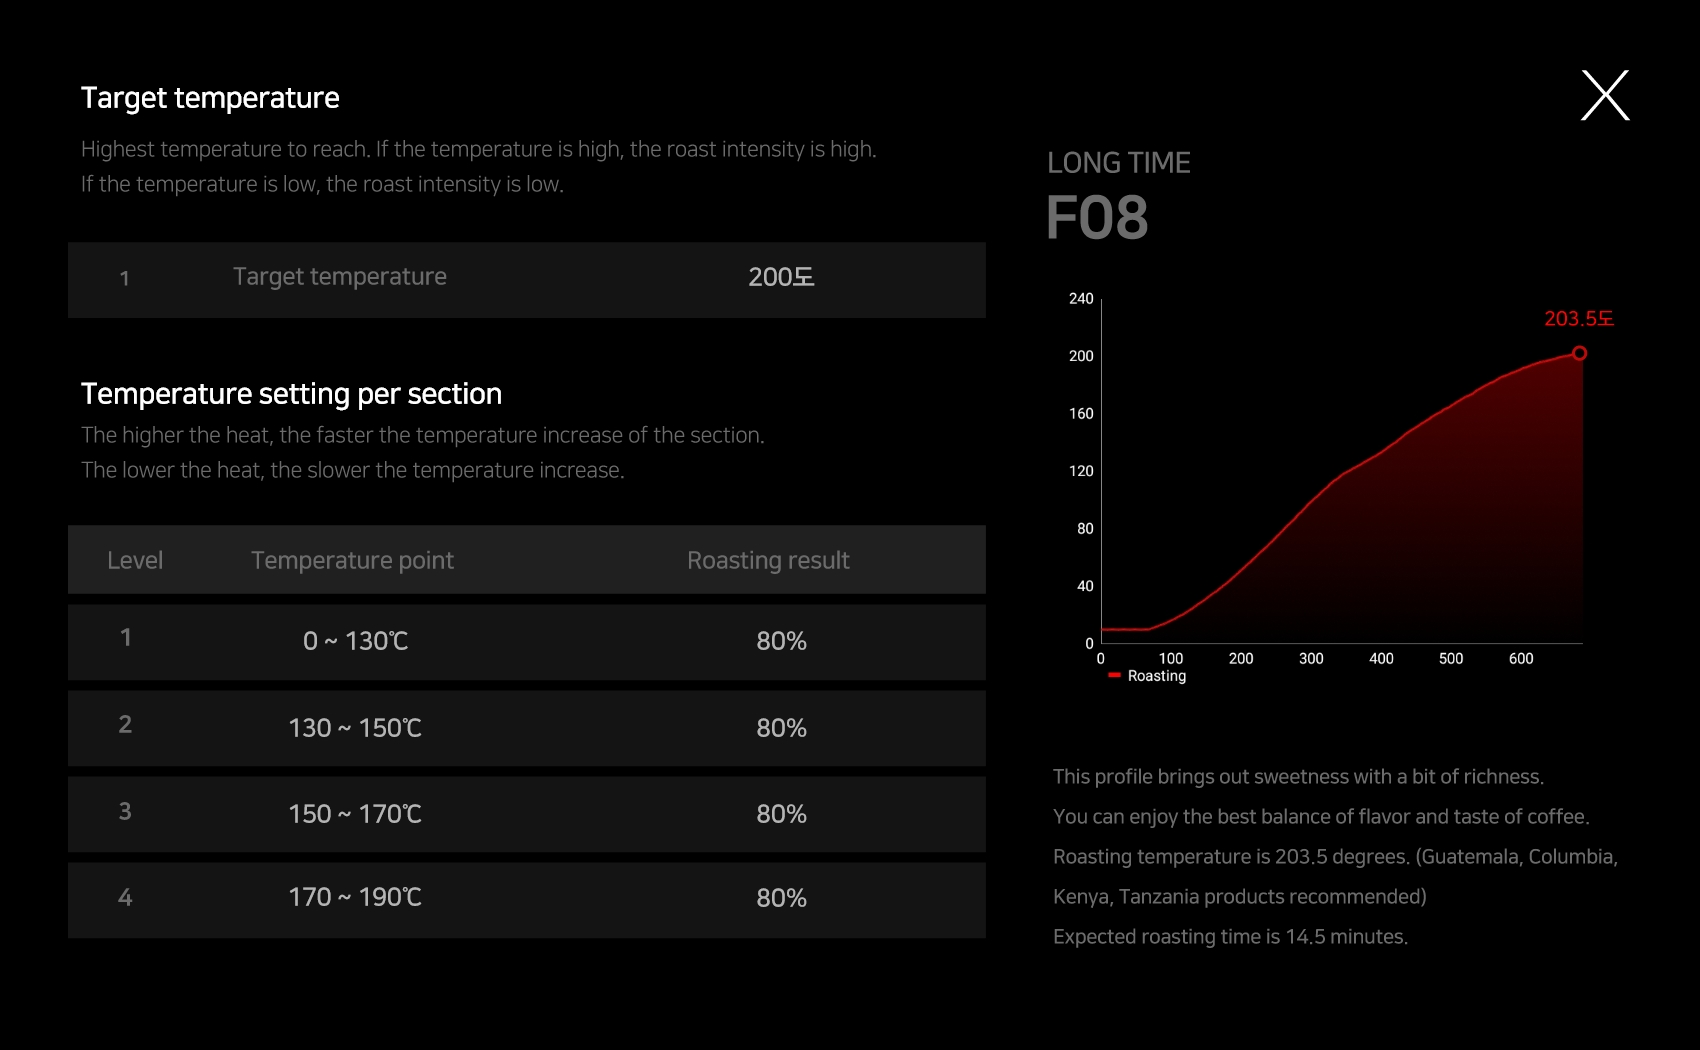 Target temperature
Highest temperature to reach. If the temperature is high, the roast intensity is high.
If the temperature is low, the roast intensity is low.
1 Target temperature 200도
Temperature setting per section
The higher the heat, the faster the temperature increase of the section.
The lower the heat, the slower the temperature increase.
Level Temperature point Roasting result
1 0 ~ 130℃ 80%
2 130 ~ 150℃ 80%
3 150 ~ 170℃ 80%
4 170 ~ 190℃ 80%
X
LONG TIME
F08
240
203.5도
200
160
120
80
40
0
0 100 200 300 400 500 600
Roasting
This profile brings out sweetness with a bit of richness.
You can enjoy the best balance of flavor and taste of coffee.
Roasting temperature is 203.5 degrees. (Guatemala, Columbia,
Kenya, Tanzania products recommended)
Expected roasting time is 14.5 minutes.